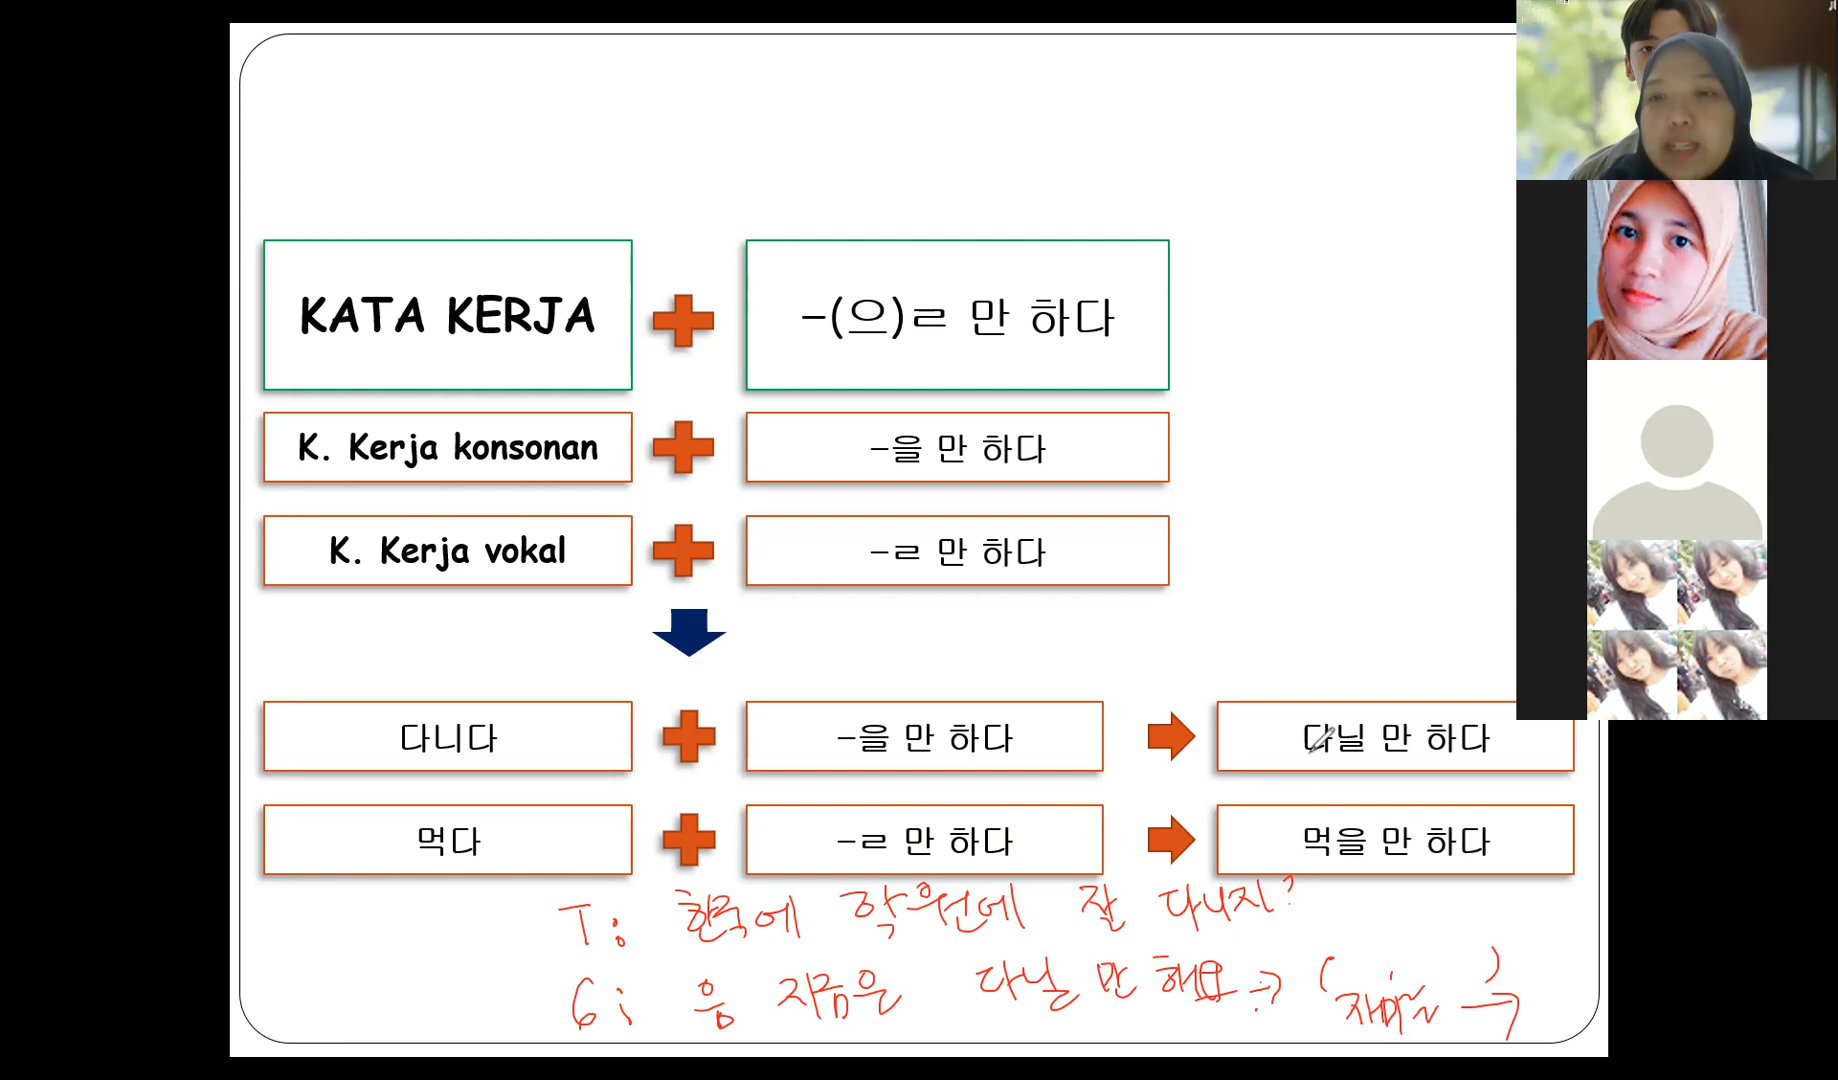 KATA KERJA -(으)ㄹ 만 하다
K. Kerja konsonan -을 만 하다
K. Kerja vokal -ㄹ 만 하다
다니다 -을 만 하다 다닐 만 하다
먹다 -ㄹ 만 하다 먹을 만 하다
T: 한국에 학원에 잘 다니지?
G: 응 지금은 다닐 만 해요